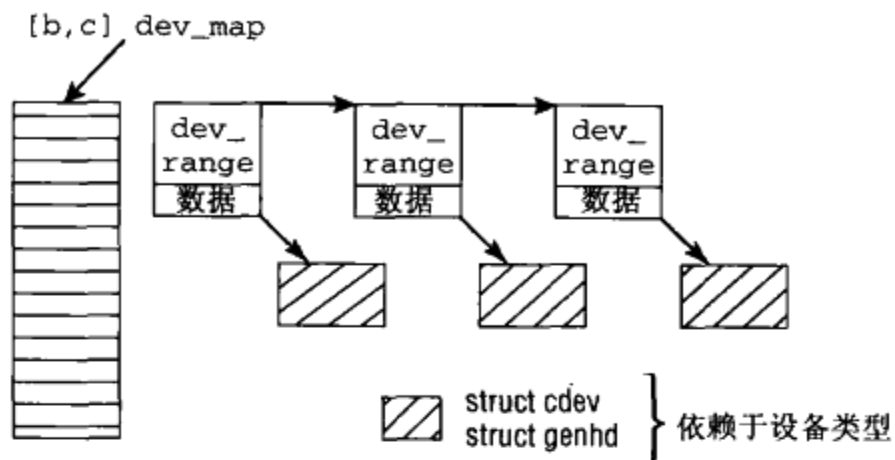 [b,c] dev_map
dev_
range
数据
dev_
range
数据
dev_
range
数据
struct cdev
struct genhd
依赖于设备类型